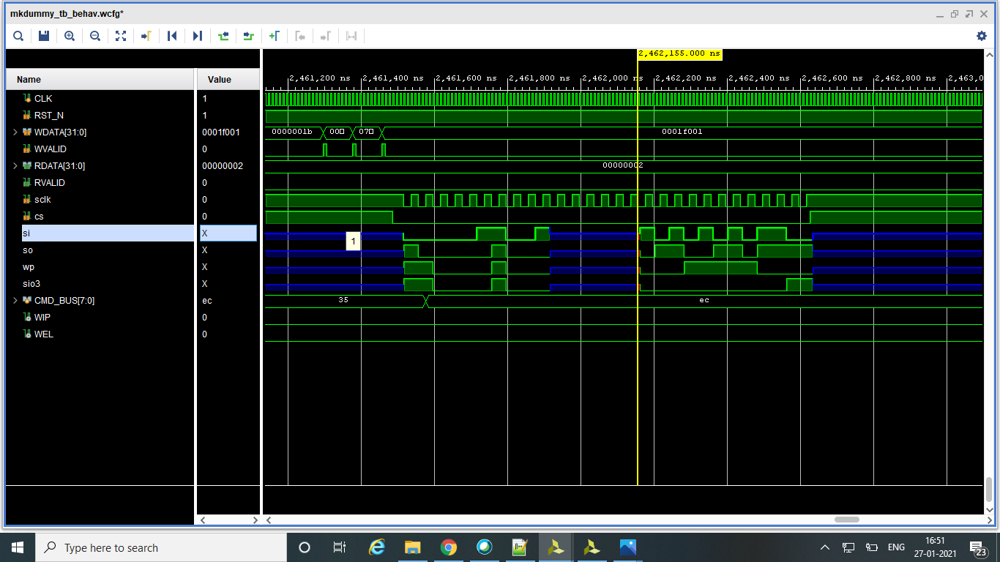 mkdummy_tb_behav.wcfg*
2,462,155.000 ns
Name Value
2,461,200 ns 2,461,400 ns 2,461,600 ns 2,461,800 ns 2,462,000 ns 2,462,200 ns 2,462,400 ns 2,462,600 ns 2,462,800 ns 2,463,0
CLK 1
RST_N 1
WDATA[31:0] 0001f001 0000001b 00▯ 07▯ 0001f001
WVALID 0
RDATA[31:0] 00000002 00000002
RVALID 0
sclk 0
cs 0
si X
1
so X
wp X
sio3 X
CMD_BUS[7:0] ec 35 ec
WIP 0
WEL 0
Type here to search
ENG
16:51
27-01-2021
23